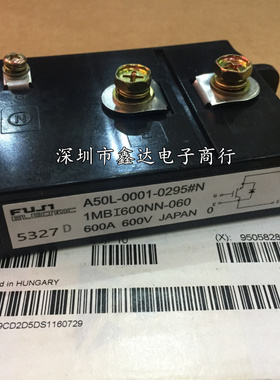 深圳市鑫达电子商行
FUJI ELECTRIC
A50L-0001-0295#N
1MBI600NN-060
5327 D
600A 600V JAPAN
ed in HUNGARY
9CD2D5DS1160729
9505828